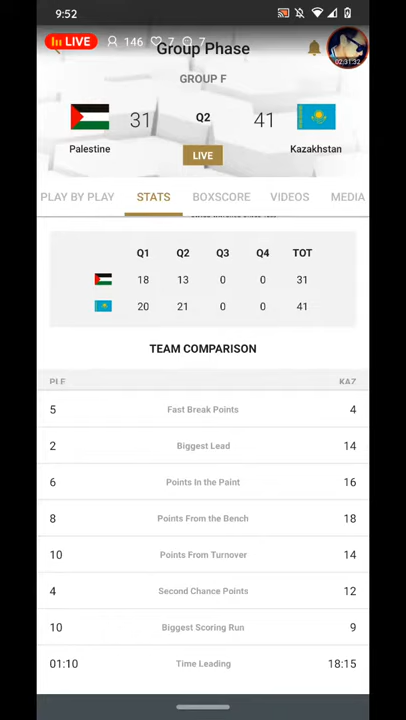 9:52
LIVE 146 7 7
Group Phase
02:31:32
GROUP F
31 Q2 41
Palestine Kazakhstan
LIVE
PLAY BY PLAY STATS BOXSCORE VIDEOS MEDIA
Q1 Q2 Q3 Q4 TOT
18 13 0 0 31
20 21 0 0 41
TEAM COMPARISON
PLE KAZ
5 Fast Break Points 4
2 Biggest Lead 14
6 Points In the Paint 16
8 Points From the Bench 18
10 Points From Turnover 14
4 Second Chance Points 12
10 Biggest Scoring Run 9
01:10 Time Leading 18:15